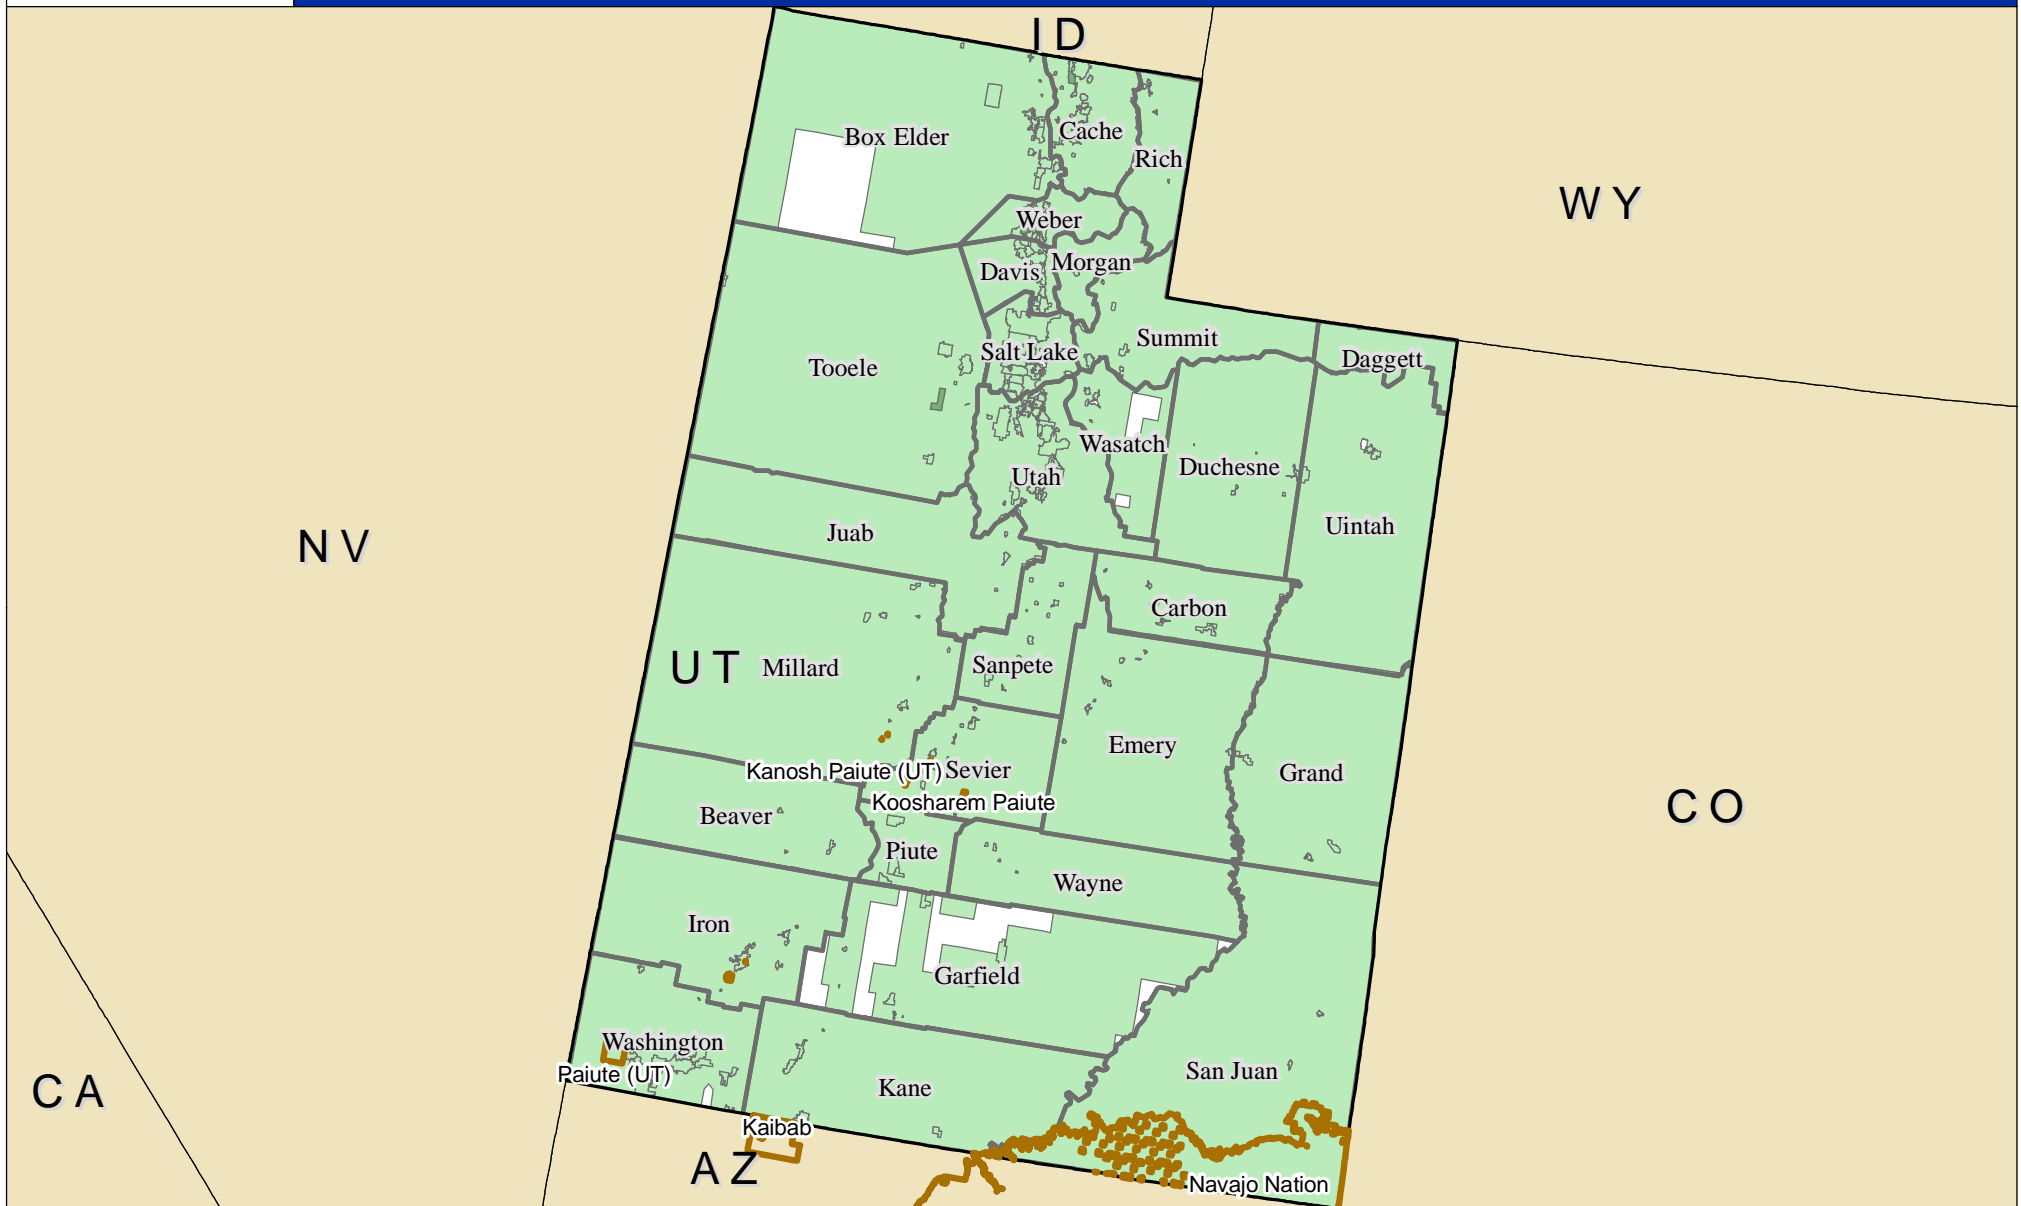 ID
Box Elder
Cache
Rich
WY
Weber
Davis
Morgan
Summit
Salt Lake
Daggett
Tooele
Wasatch
Duchesne
Utah
Uintah
Juab
NV
Carbon
UT
Millard
Sanpete
Emery
Kanosh Paiute (UT)
Sevier
Grand
Koosharem Paiute
CO
Beaver
Piute
Wayne
Iron
Garfield
Washington
Paiute (UT)
San Juan
Kane
CA
Kaibab
AZ
Navajo Nation